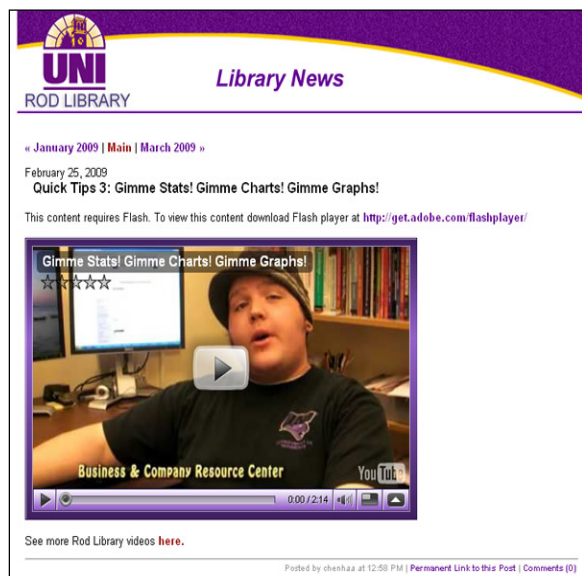 UNI
ROD LIBRARY
Library News
« January 2009 | Main | March 2009 »
February 25, 2009
Quick Tips 3: Gimme Stats! Gimme Charts! Gimme Graphs!
This content requires Flash. To view this content download Flash player at http://get.adobe.com/flashplayer/
Gimme Stats! Gimme Charts! Gimme Graphs!
Business & Company Resource Center
YouTube
0:00 / 2:14
See more Rod Library videos here.
Posted by chenhaa at 12:58 PM | Permanent Link to this Post | Comments (0)